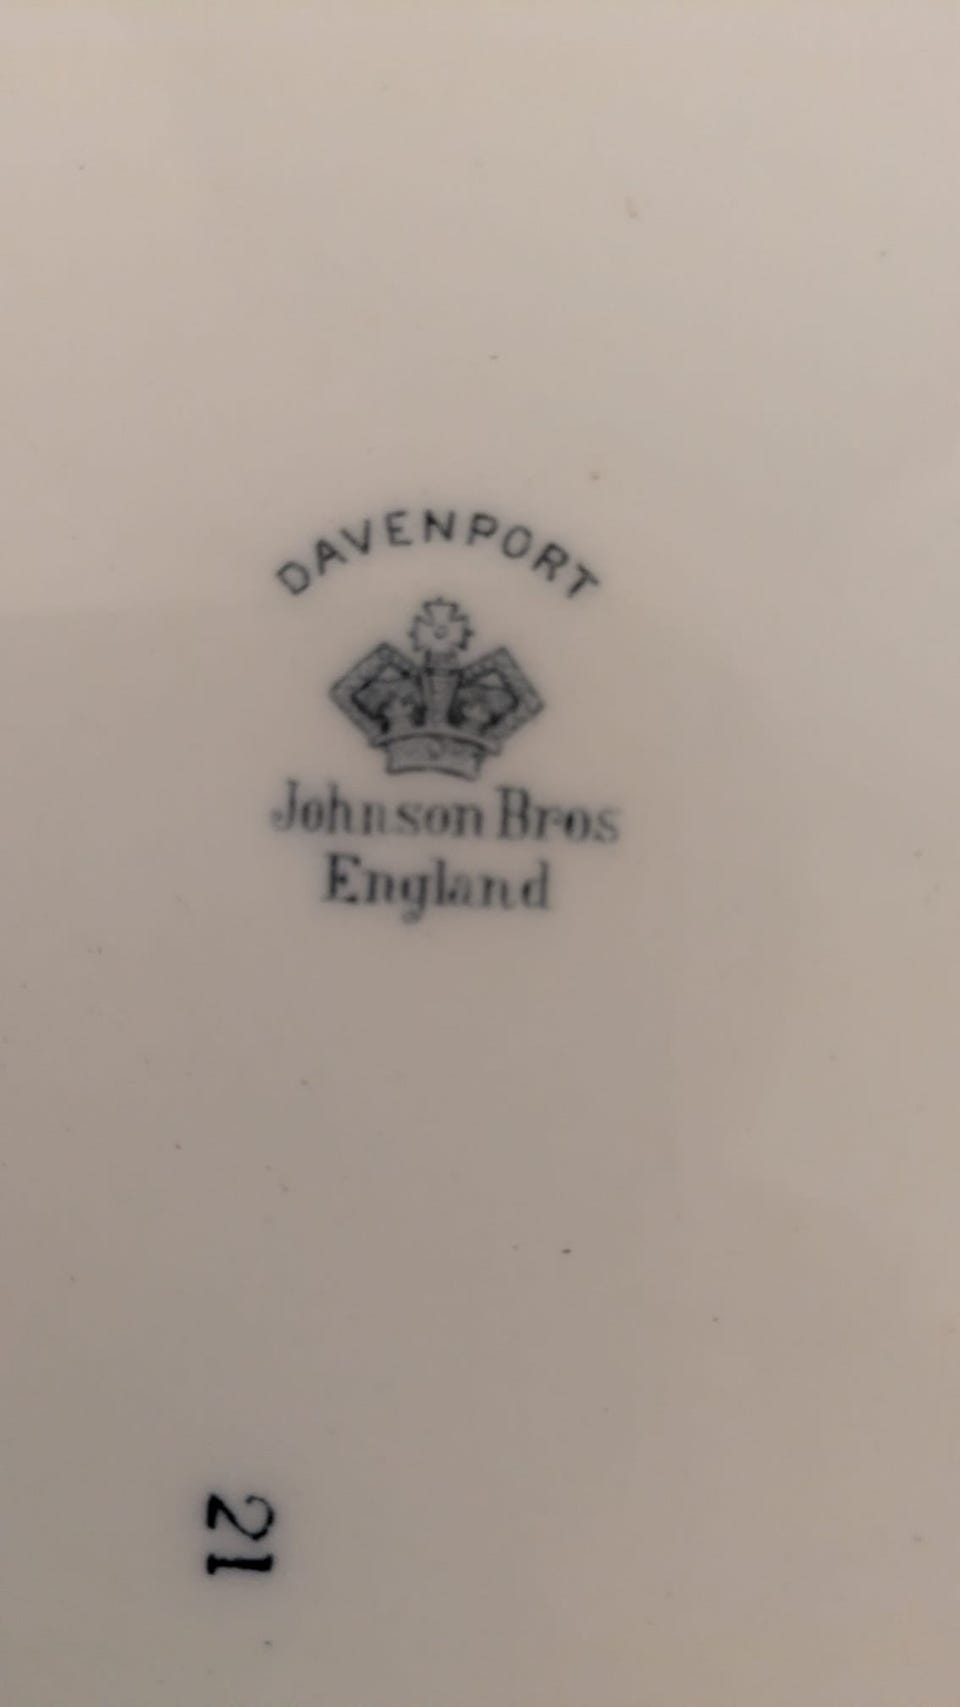 DAVENPORT
Johnson Bros
England
21